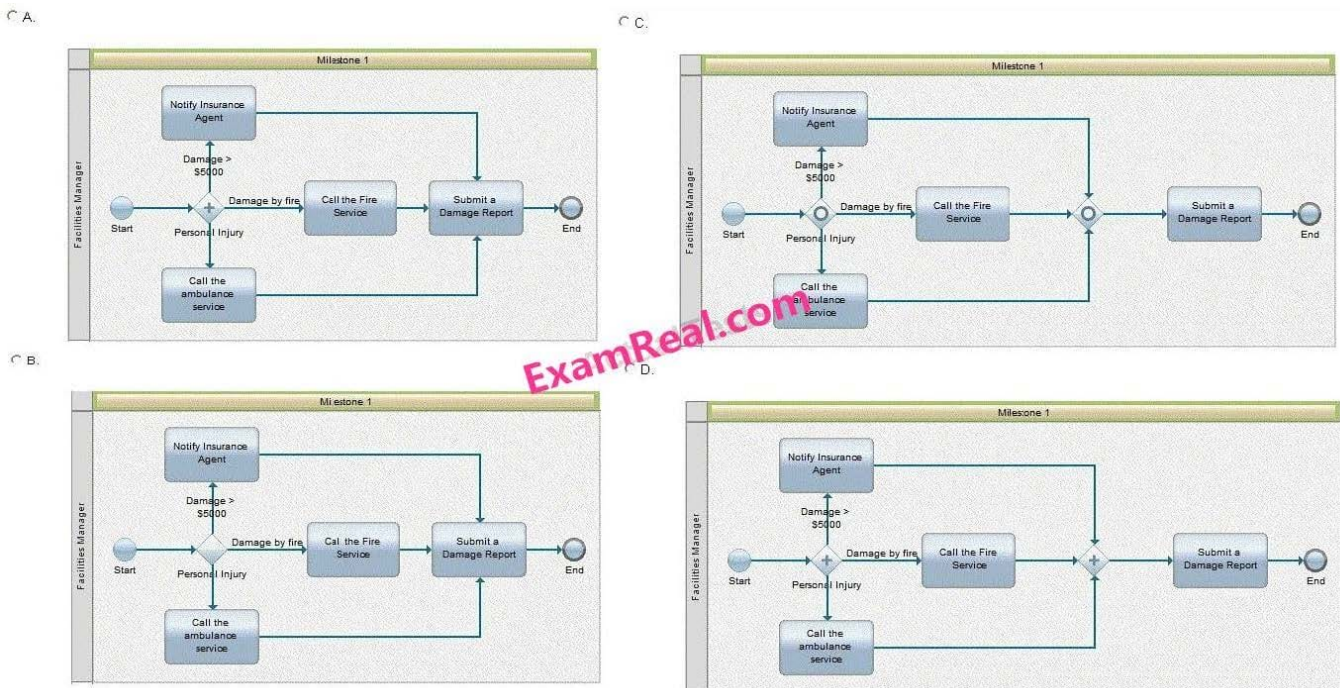 A.
Milestone 1
Facilities Manager
Notify Insurance
Agent
Damage >
$5000
Start
Damage by fire
Personal Injury
Call the Fire
Service
Submit a
Damage Report
End
Call the
ambulance
service
C.
Milestone 1
Facilities Manager
Notify Insurance
Agent
Damage >
$5000
Start
Damage by fire
Personal Injury
Call the Fire
Service
Submit a
Damage Report
End
Call the
ambulance
service
ExamReal.com
B.
Milestone 1
Facilities Manager
Notify Insurance
Agent
Damage >
$5000
Start
Damage by fire
Personal Injury
Call the Fire
Service
Submit a
Damage Report
End
Call the
ambulance
service
D.
Milestone 1
Facilities Manager
Notify Insurance
Agent
Damage >
$5000
Start
Damage by fire
Personal Injury
Call the Fire
Service
Submit a
Damage Report
End
Call the
ambulance
service